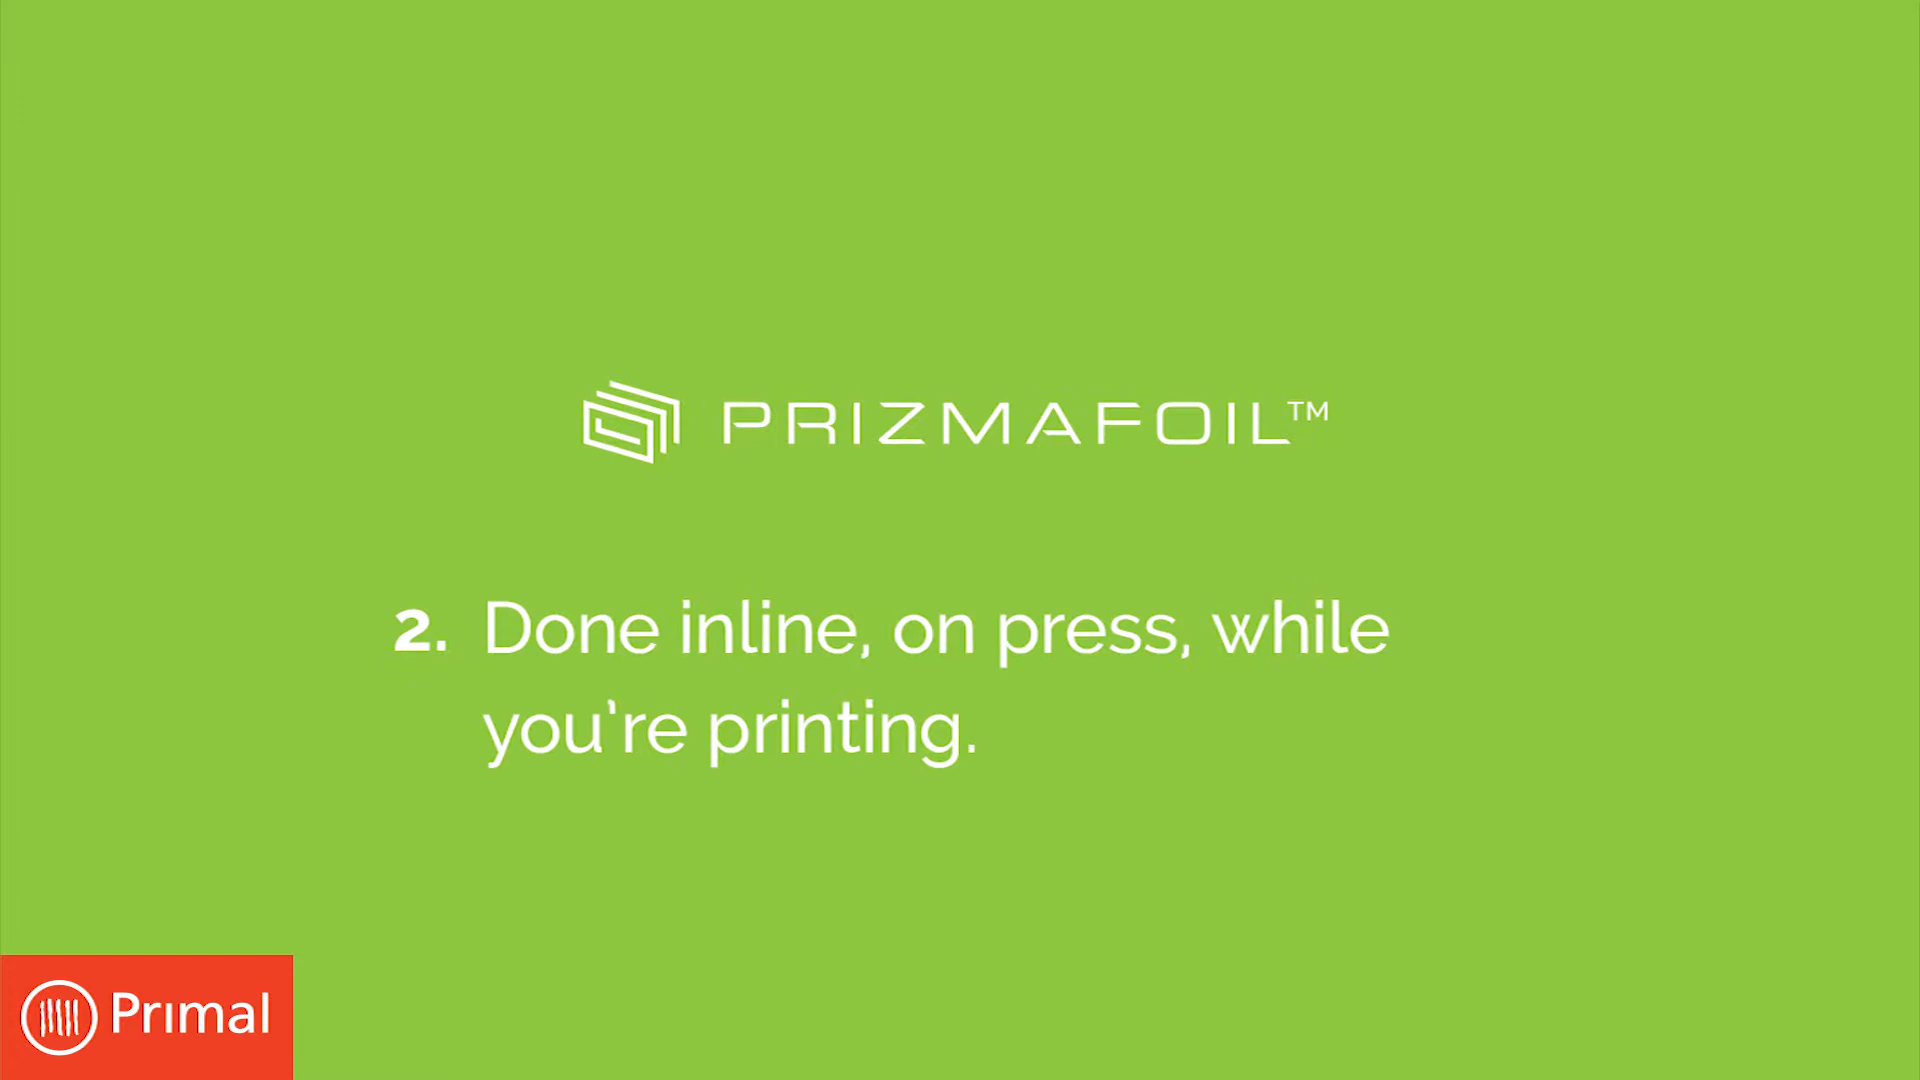 PRIZMAFOIL™
2. Done inline, on press, while
you’re printing.
Primal